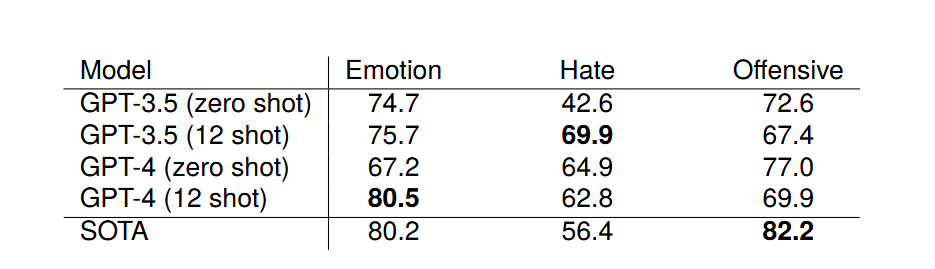 Model Emotion Hate Offensive
GPT-3.5 (zero shot) 74.7 42.6 72.6
GPT-3.5 (12 shot) 75.7 69.9 67.4
GPT-4 (zero shot) 67.2 64.9 77.0
GPT-4 (12 shot) 80.5 62.8 69.9
SOTA 80.2 56.4 82.2